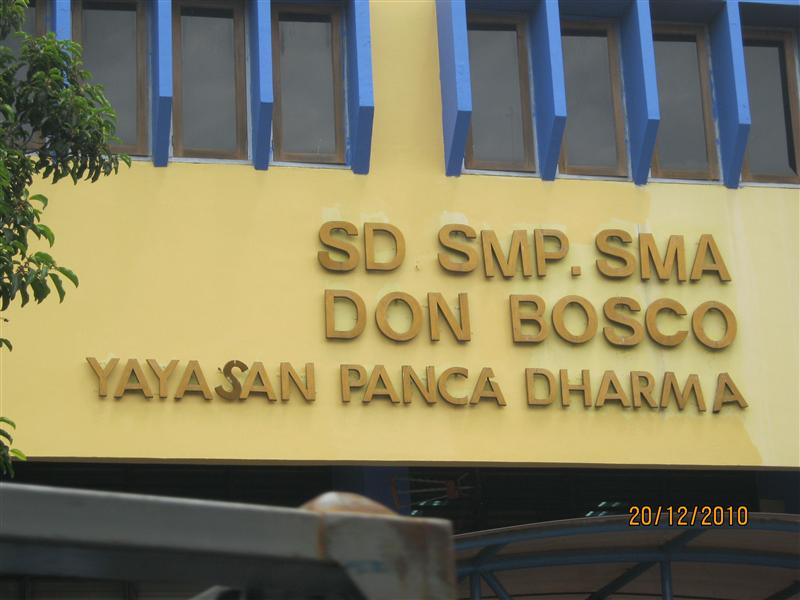 SD SMP. SMA
DON BOSCO
YAYASAN PANCA DHARMA
20/12/2010